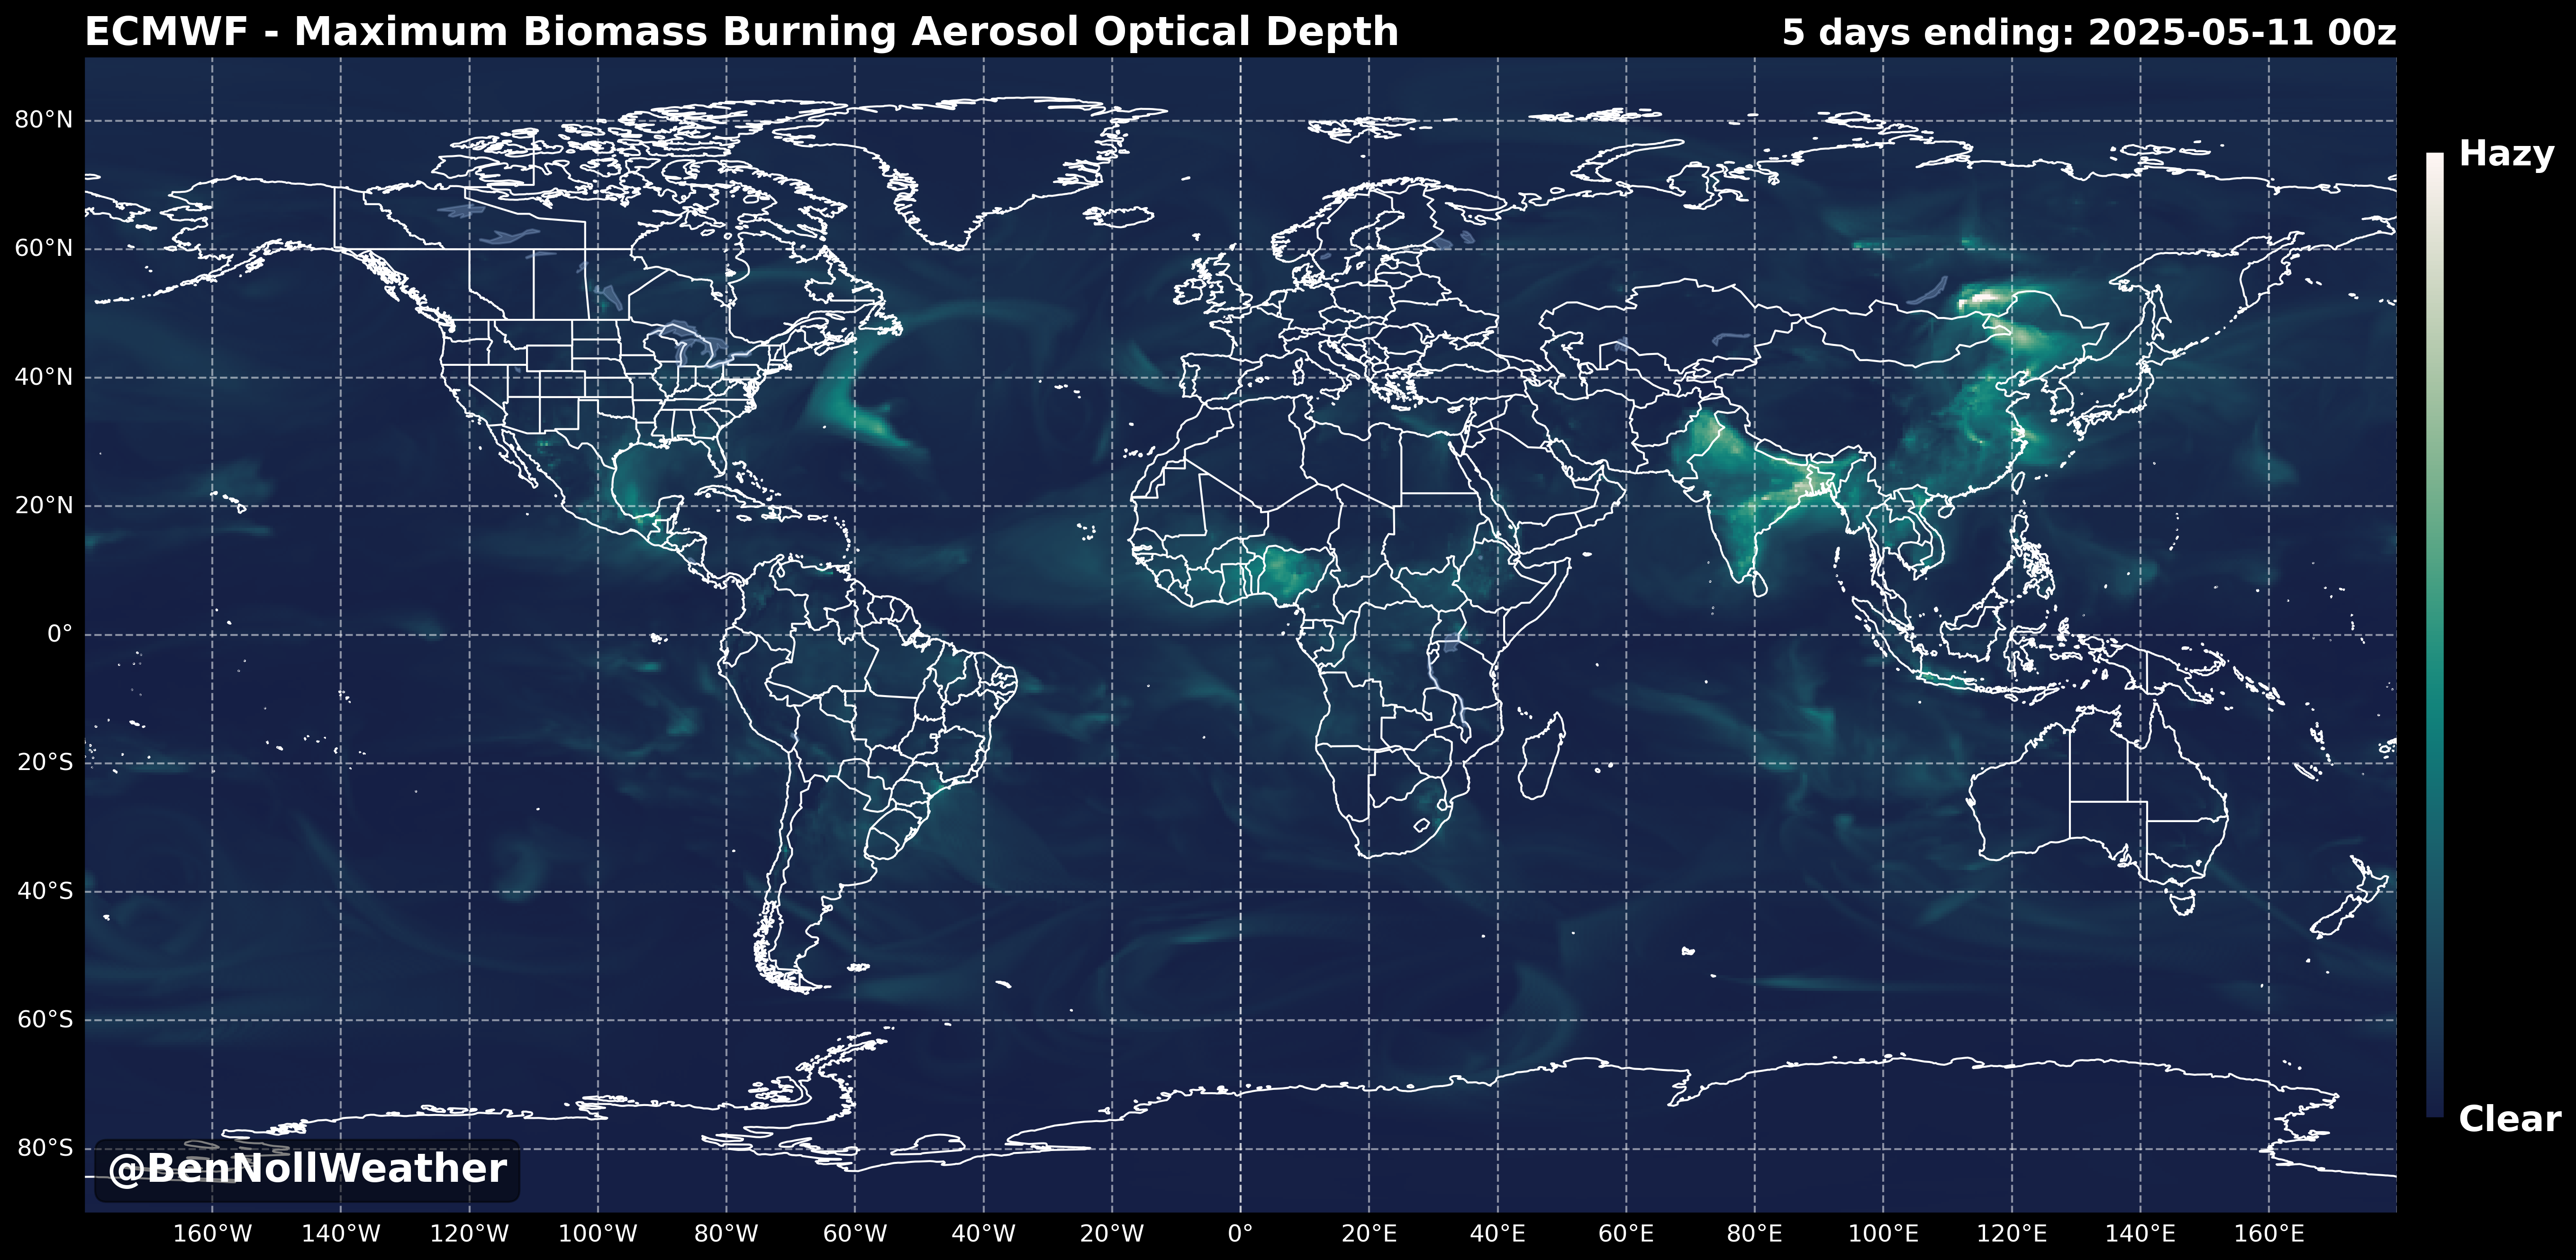 ECMWF - Maximum Biomass Burning Aerosol Optical Depth
5 days ending: 2025-05-11 00z
Hazy
80°N
60°N
40°N
20°N
0°
20°S
40°S
60°S
80°S
Clear
@BenNollWeather
160°W 140°W 120°W 100°W 80°W 60°W 40°W 20°W 0° 20°E 40°E 60°E 80°E 100°E 120°E 140°E 160°E